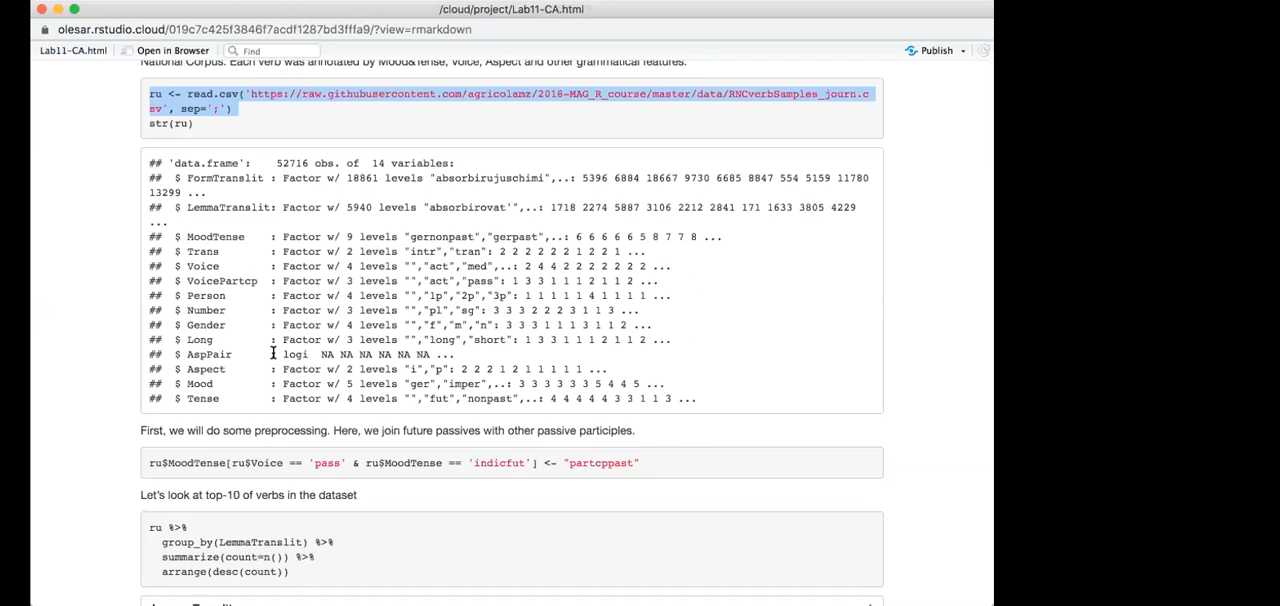 /cloud/project/Lab11-CA.html
olesar.rstudio.cloud/019c7c425f3846f7acdf1287bd3fffa9/?view=rmarkdown
Lab11-CA.html Open in Browser Find Publish
National Corpus. Each verb was annotated by Mood&Tense, Voice, Aspect and other grammatical features.
ru <- read.csv('https://raw.githubusercontent.com/agricolamz/2018-MAG_R_course/master/data/RNCverbSamples_journ.c
sv', sep=';')
str(ru)
## 'data.frame': 52716 obs. of 14 variables:
## $ FormTranslit : Factor w/ 18861 levels "absorbirujuschimi",..: 5396 6884 18667 9730 6685 8847 554 5159 11780
13299 ...
## $ LemmaTranslit: Factor w/ 5940 levels "absorbirovat'",..: 1718 2274 5887 3106 2212 2841 171 1633 3805 4229
...
## $ MoodTense : Factor w/ 9 levels "gernonpast","gerpast",..: 6 6 6 6 6 5 8 7 7 8 ...
## $ Trans : Factor w/ 2 levels "intr","tran": 2 2 2 2 2 2 1 2 2 1 ...
## $ Voice : Factor w/ 4 levels "","act","med",..: 2 4 4 2 2 2 2 2 2 2 ...
## $ VoicePartcp : Factor w/ 3 levels "","act","pass": 1 3 3 1 1 1 2 1 1 2 ...
## $ Person : Factor w/ 4 levels "","1p","2p","3p": 1 1 1 1 1 4 1 1 1 1 ...
## $ Number : Factor w/ 3 levels "","pl","sg": 3 3 3 2 2 2 3 1 1 3 ...
## $ Gender : Factor w/ 4 levels "","f","m","n": 3 3 3 1 1 1 3 1 1 2 ...
## $ Long : Factor w/ 3 levels "","long","short": 1 3 3 1 1 1 2 1 1 2 ...
## $ AspPair : logi NA NA NA NA NA NA ...
## $ Aspect : Factor w/ 2 levels "i","p": 2 2 2 1 2 1 1 1 1 1 ...
## $ Mood : Factor w/ 5 levels "ger","imper",..: 3 3 3 3 3 3 5 4 4 5 ...
## $ Tense : Factor w/ 4 levels "","fut","nonpast",..: 4 4 4 4 4 3 3 1 1 3 ...
First, we will do some preprocessing. Here, we join future passives with other passive participles.
ru$MoodTense[ru$Voice == 'pass' & ru$MoodTense == 'indicfut'] <- "partcppast"
Let's look at top-10 of verbs in the dataset
ru %>%
group_by(LemmaTranslit) %>%
summarize(count=n()) %>%
arrange(desc(count))